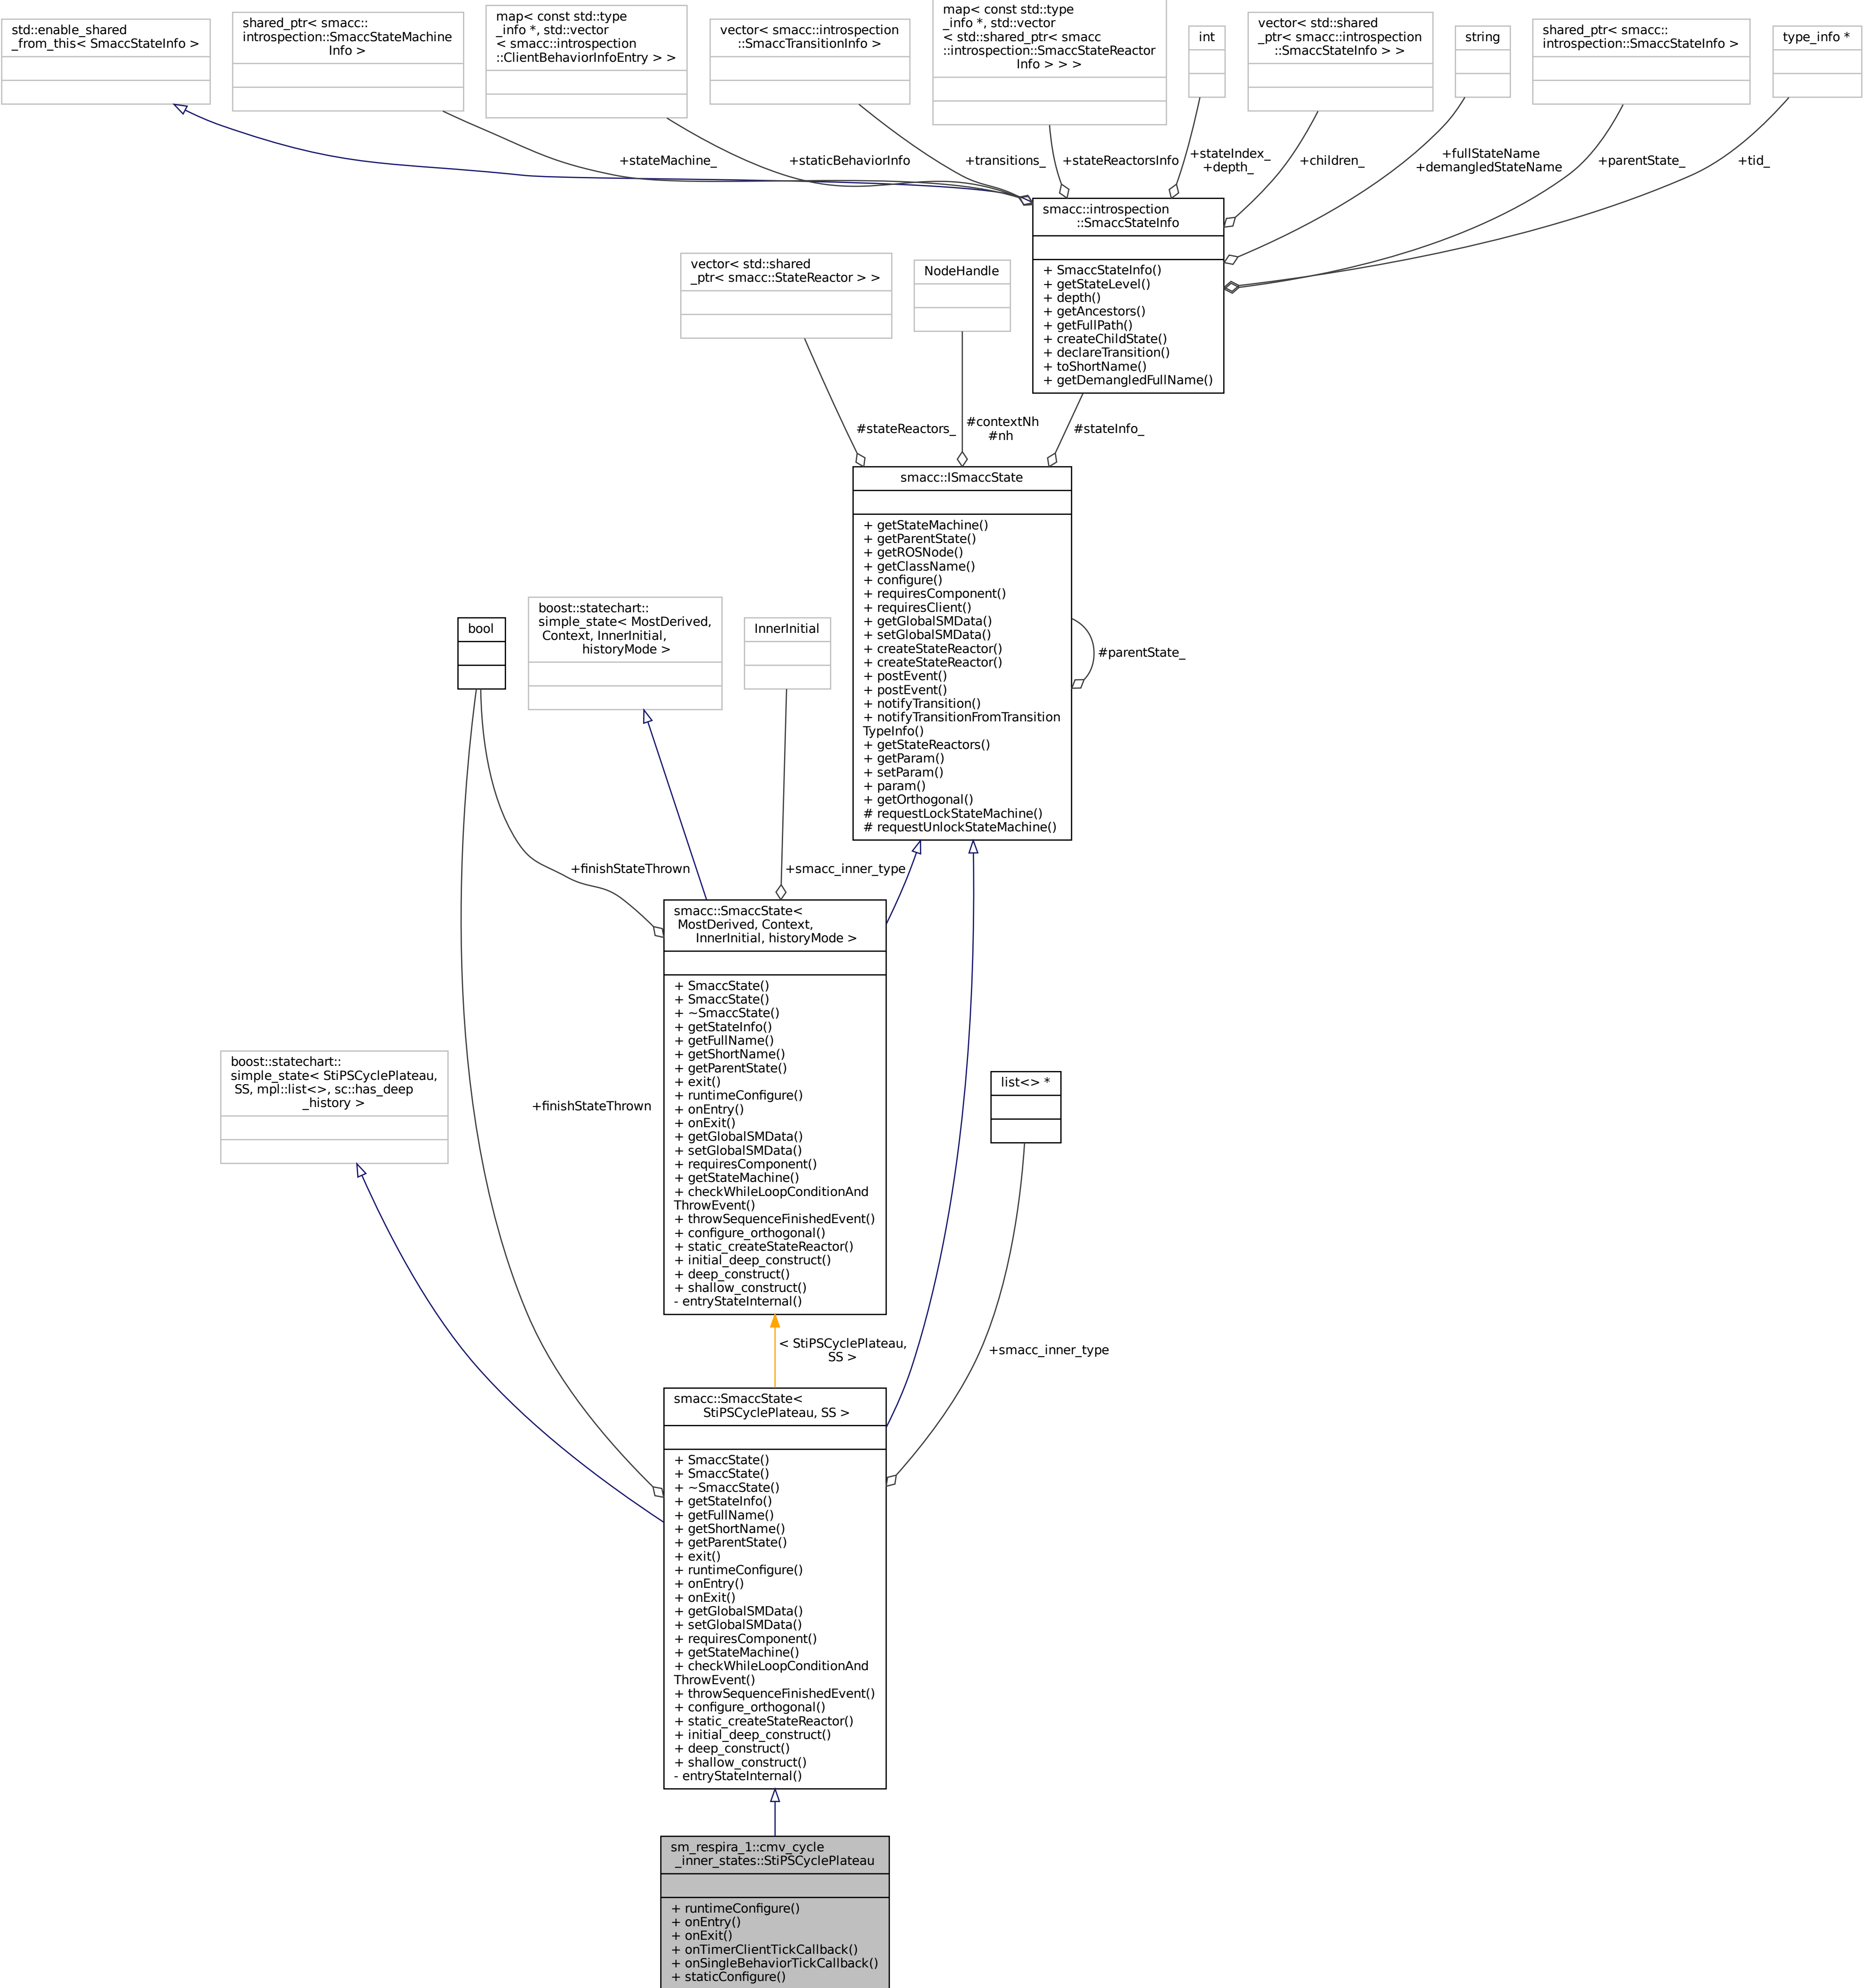 std::enable_shared
_from_this< SmaccStateInfo >
shared_ptr< smacc::
introspection::SmaccStateMachine
Info >
map< const std::type
_info *, std::vector
< smacc::introspection
::ClientBehaviorInfoEntry > >
vector< smacc::introspection
::SmaccTransitionInfo >
map< const std::type
_info *, std::vector
< std::shared_ptr< smacc
::introspection::SmaccStateReactor
Info > > >
int
vector< std::shared
_ptr< smacc::introspection
::SmaccStateInfo > >
string
shared_ptr< smacc::
introspection::SmaccStateInfo >
type_info *
+stateMachine_
+staticBehaviorInfo
+transitions_
+stateReactorsInfo
+stateIndex_
+depth_
+children_
+fullStateName
+demangledStateName
+parentState_
+tid_
smacc::introspection
::SmaccStateInfo
+ SmaccStateInfo()
+ getStateLevel()
+ depth()
+ getAncestors()
+ getFullPath()
+ createChildState()
+ declareTransition()
+ toShortName()
+ getDemangledFullName()
vector< std::shared
_ptr< smacc::StateReactor > >
NodeHandle
#stateReactors_
#contextNh
#nh
#stateInfo_
smacc::ISmaccState
+ getStateMachine()
+ getParentState()
+ getROSNode()
+ getClassName()
+ configure()
+ requiresComponent()
+ requiresClient()
+ getGlobalSMData()
+ setGlobalSMData()
+ createStateReactor()
+ createStateReactor()
+ postEvent()
+ postEvent()
+ notifyTransition()
+ notifyTransitionFromTransition
TypeInfo()
+ getStateReactors()
+ getParam()
+ setParam()
+ param()
+ getOrthogonal()
# requestLockStateMachine()
# requestUnlockStateMachine()
#parentState_
bool
boost::statechart::
simple_state< MostDerived,
Context, InnerInitial,
historyMode >
InnerInitial
+finishStateThrown
+smacc_inner_type
smacc::SmaccState<
MostDerived, Context,
InnerInitial, historyMode >
+ SmaccState()
+ SmaccState()
+ ~SmaccState()
+ getStateInfo()
+ getFullName()
+ getShortName()
+ getParentState()
+ exit()
+ runtimeConfigure()
+ onEntry()
+ onExit()
+ getGlobalSMData()
+ setGlobalSMData()
+ requiresComponent()
+ getStateMachine()
+ checkWhileLoopConditionAnd
ThrowEvent()
+ throwSequenceFinishedEvent()
+ configure_orthogonal()
+ static_createStateReactor()
+ initial_deep_construct()
+ deep_construct()
+ shallow_construct()
- entryStateInternal()
boost::statechart::
simple_state< StiPSCyclePlateau,
SS, mpl::list<>, sc::has_deep
_history >
+finishStateThrown
list<> *
< StiPSCyclePlateau,
SS >
+smacc_inner_type
smacc::SmaccState<
StiPSCyclePlateau, SS >
+ SmaccState()
+ SmaccState()
+ ~SmaccState()
+ getStateInfo()
+ getFullName()
+ getShortName()
+ getParentState()
+ exit()
+ runtimeConfigure()
+ onEntry()
+ onExit()
+ getGlobalSMData()
+ setGlobalSMData()
+ requiresComponent()
+ getStateMachine()
+ checkWhileLoopConditionAnd
ThrowEvent()
+ throwSequenceFinishedEvent()
+ configure_orthogonal()
+ static_createStateReactor()
+ initial_deep_construct()
+ deep_construct()
+ shallow_construct()
- entryStateInternal()
sm_respira_1::cmv_cycle
_inner_states::StiPSCyclePlateau
+ runtimeConfigure()
+ onEntry()
+ onExit()
+ onTimerClientTickCallback()
+ onSingleBehaviorTickCallback()
+ staticConfigure()